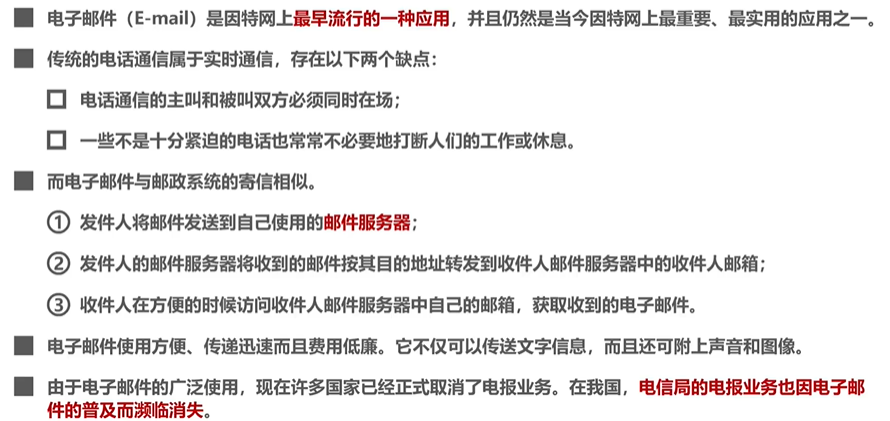 电子邮件（E-mail）是因特网上最早流行的一种应用，并且仍然是当今因特网上最重要、最实用的应用之一。
传统的电话通信属于实时通信，存在以下两个缺点：
电话通信的主叫和被叫双方必须同时在场；
一些不是十分紧迫的电话也常常不必要地打断人们的工作或休息。
而电子邮件与邮政系统的寄信相似。
① 发件人将邮件发送到自己使用的邮件服务器；
② 发件人的邮件服务器将收到的邮件按其目的地址转发到收件人邮件服务器中的收件人邮箱；
③ 收件人在方便的时候访问收件人邮件服务器中自己的邮箱，获取收到的电子邮件。
电子邮件使用方便、传递迅速而且费用低廉。它不仅可以传送文字信息，而且还可附上声音和图像。
由于电子邮件的广泛使用，现在许多国家已经正式取消了电报业务。在我国，电信局的电报业务也因电子邮
件的普及而濒临消失。